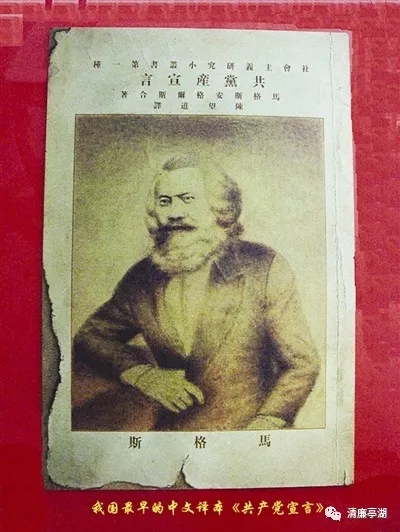 社會主義研究小叢書第一種
共黨産宣言
馬格斯安格爾斯合著
陳望道譯
馬格斯
我国最早的中文译本《共产党宣言》
清廉亭湖